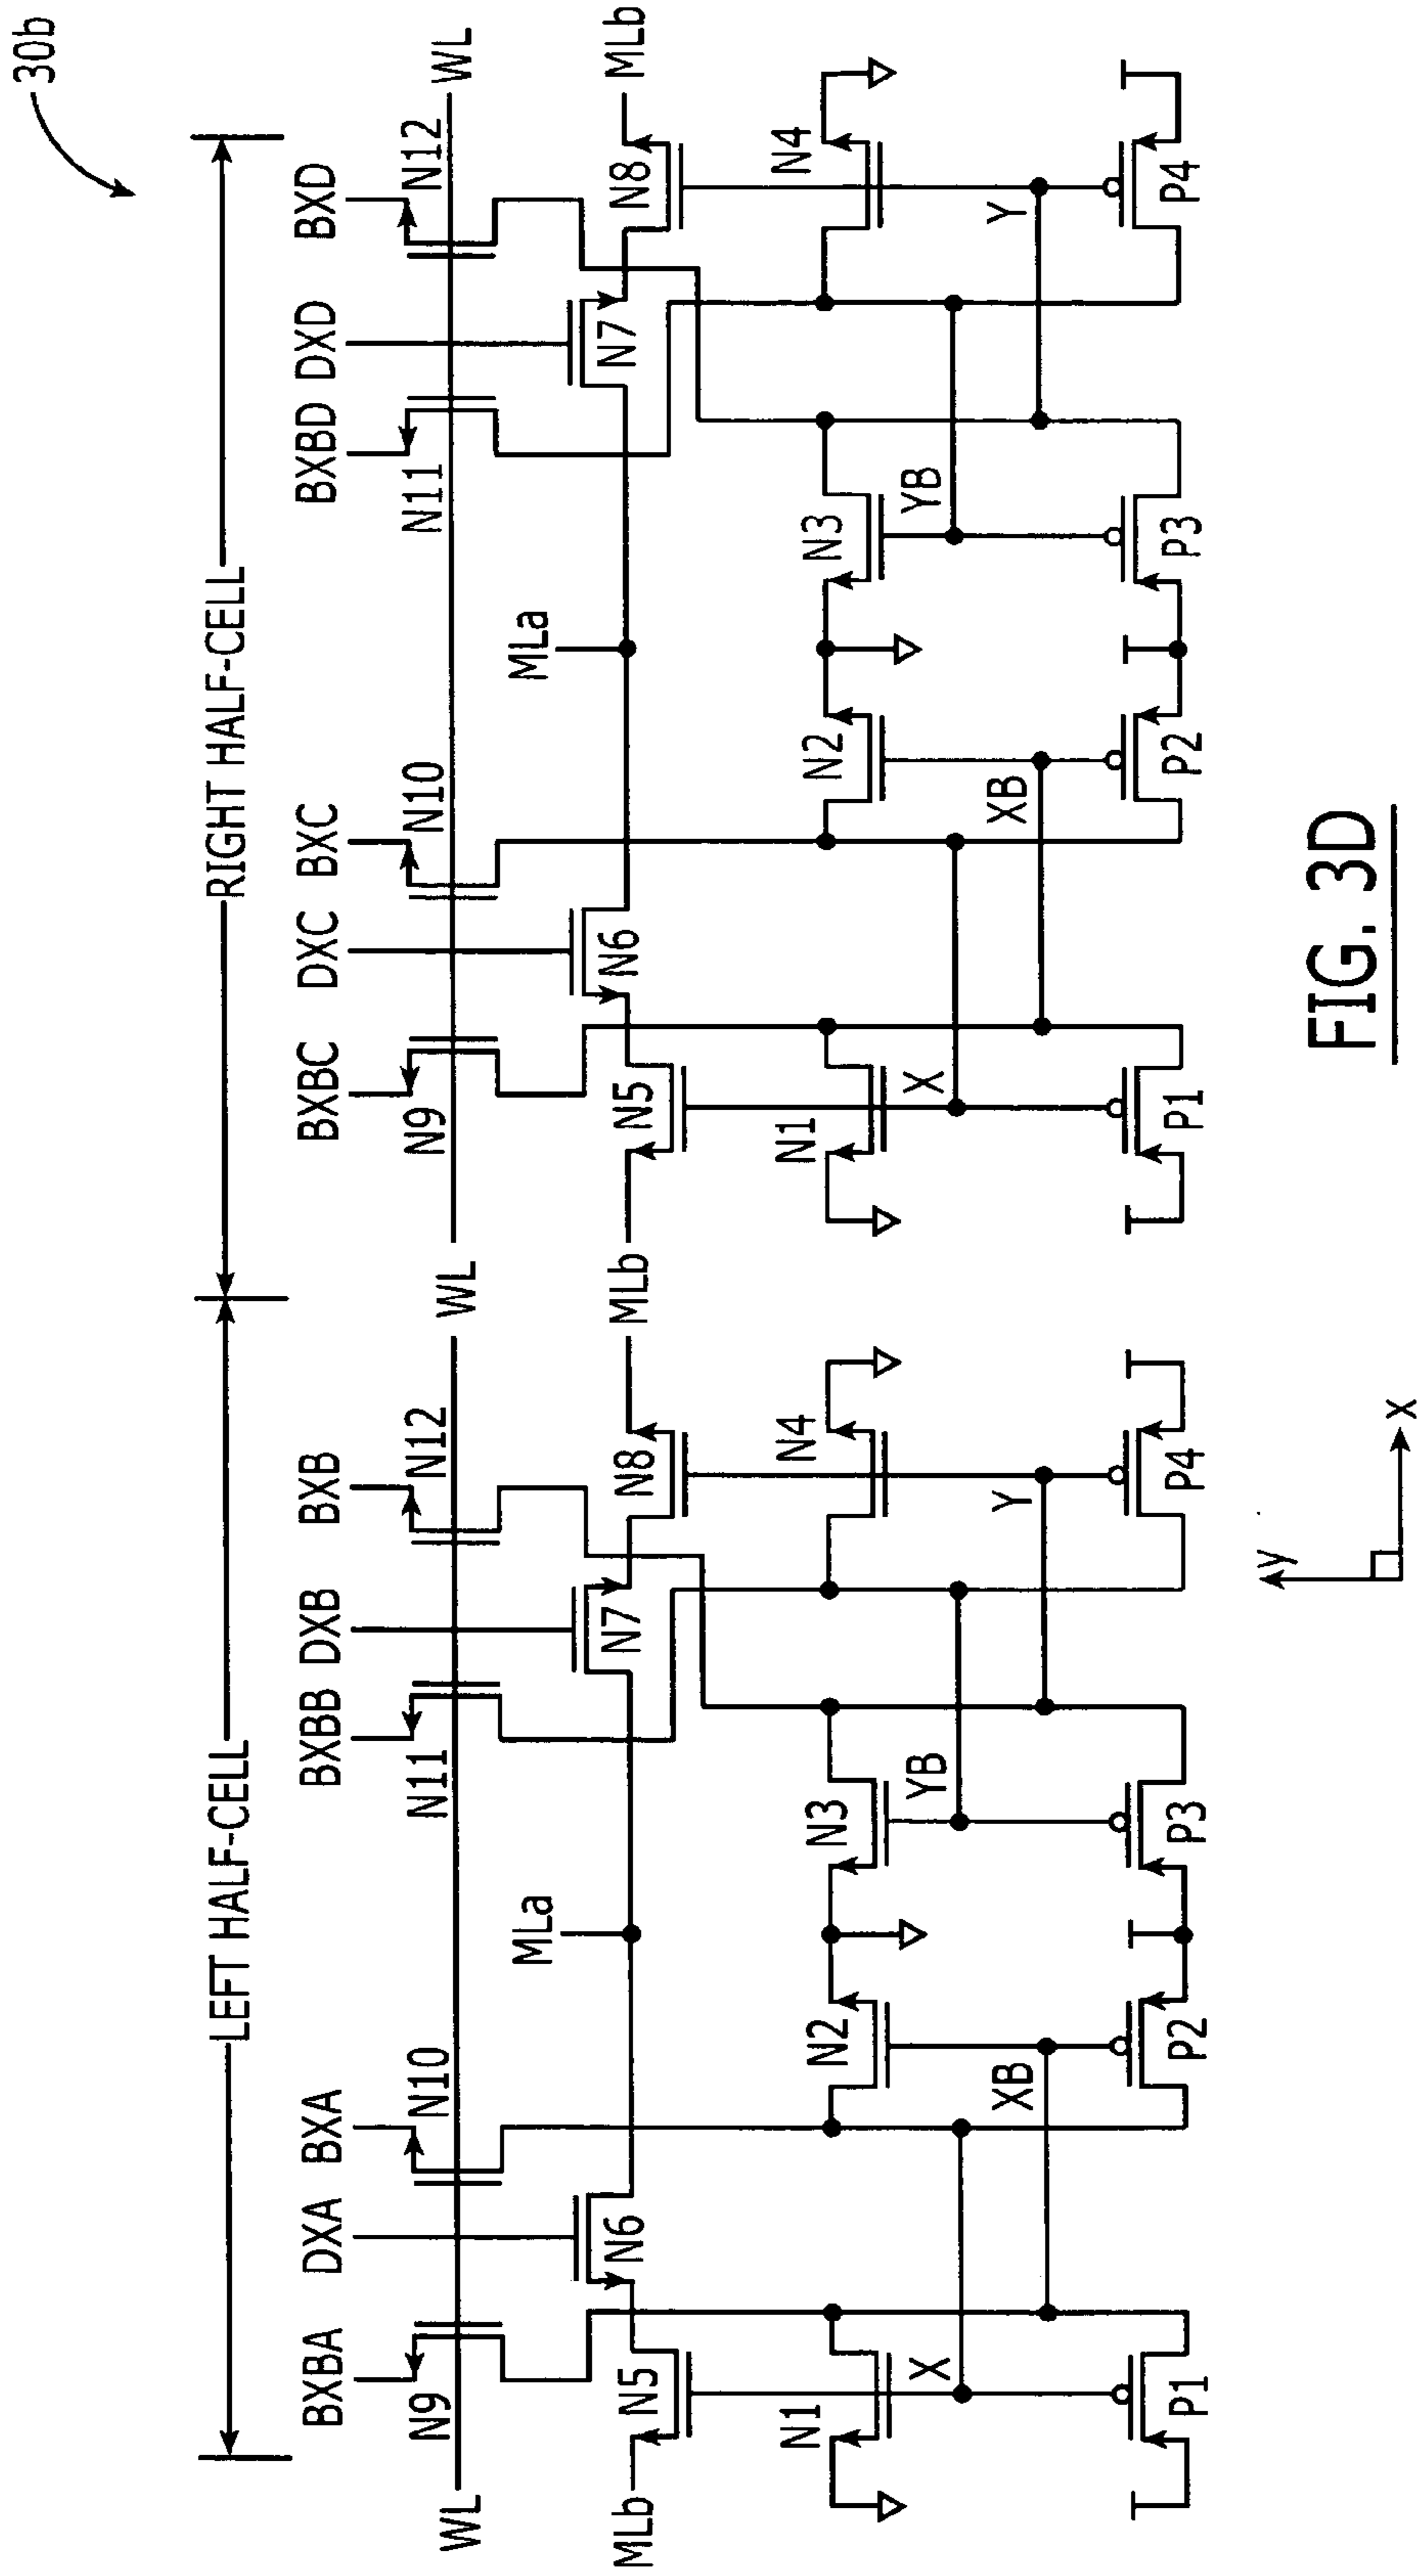 30b
LEFT HALF-CELL RIGHT HALF-CELL
BXBA DXA BXA BXBB DXB BXB BXBC DXC BXC BXBD DXD BXD
N9 N10 N11 N12 N9 N10 N11 N12
WL WL WL
MLa MLa
MLb N5 N6 N7 N8 MLb N5 N6 N7 N8 MLb
N1 N2 N3 N4 N1 N2 N3 N4
X YB X YB
XB Y XB Y
P1 P2 P3 P4 P1 P2 P3 P4
y
x
FIG. 3D